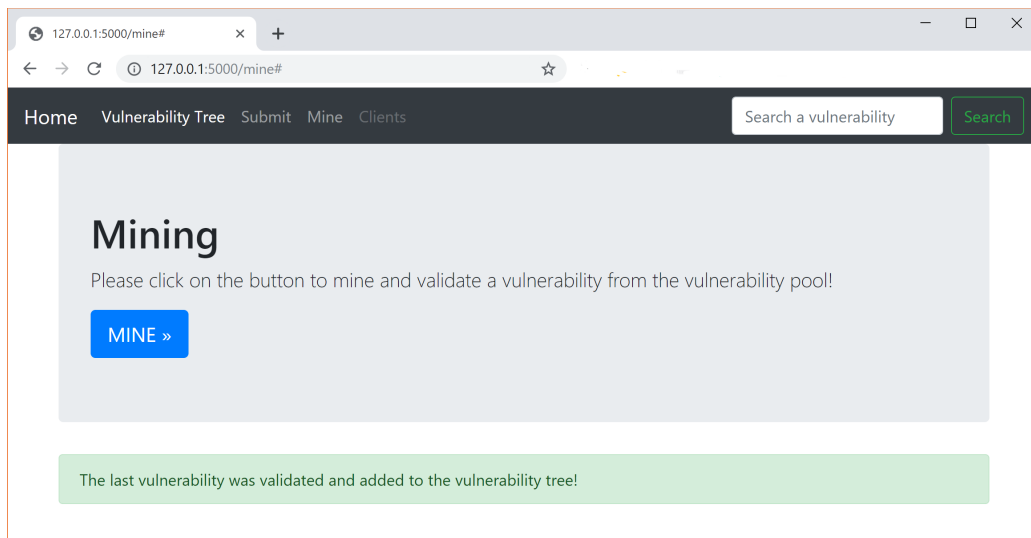 127.0.0.1:5000/mine#
127.0.0.1:5000/mine#
Home Vulnerability Tree Submit Mine Clients Search a vulnerability Search
Mining
Please click on the button to mine and validate a vulnerability from the vulnerability pool!
MINE »
The last vulnerability was validated and added to the vulnerability tree!